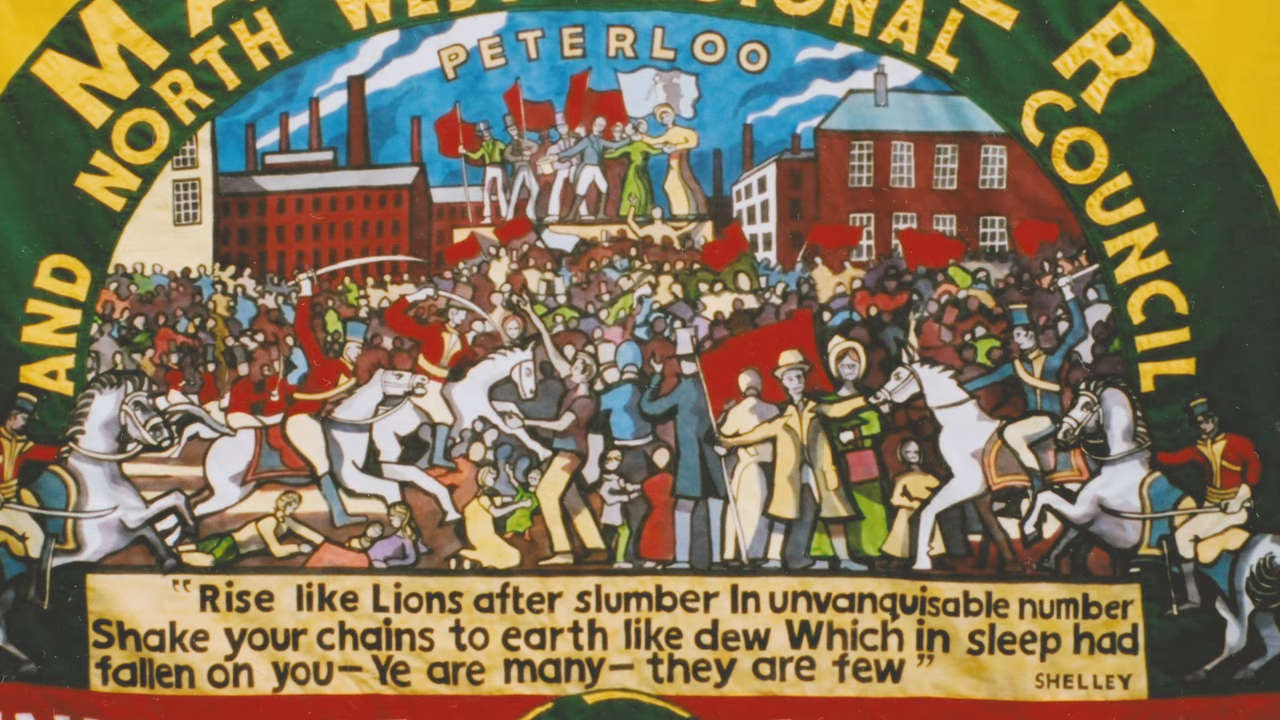 AND NORTH WEST COUNCIL
PETERLOO
"Rise like Lions after slumber In unvanquisable number
Shake your chains to earth like dew Which in sleep had
fallen on you—Ye are many—they are few"
SHELLEY